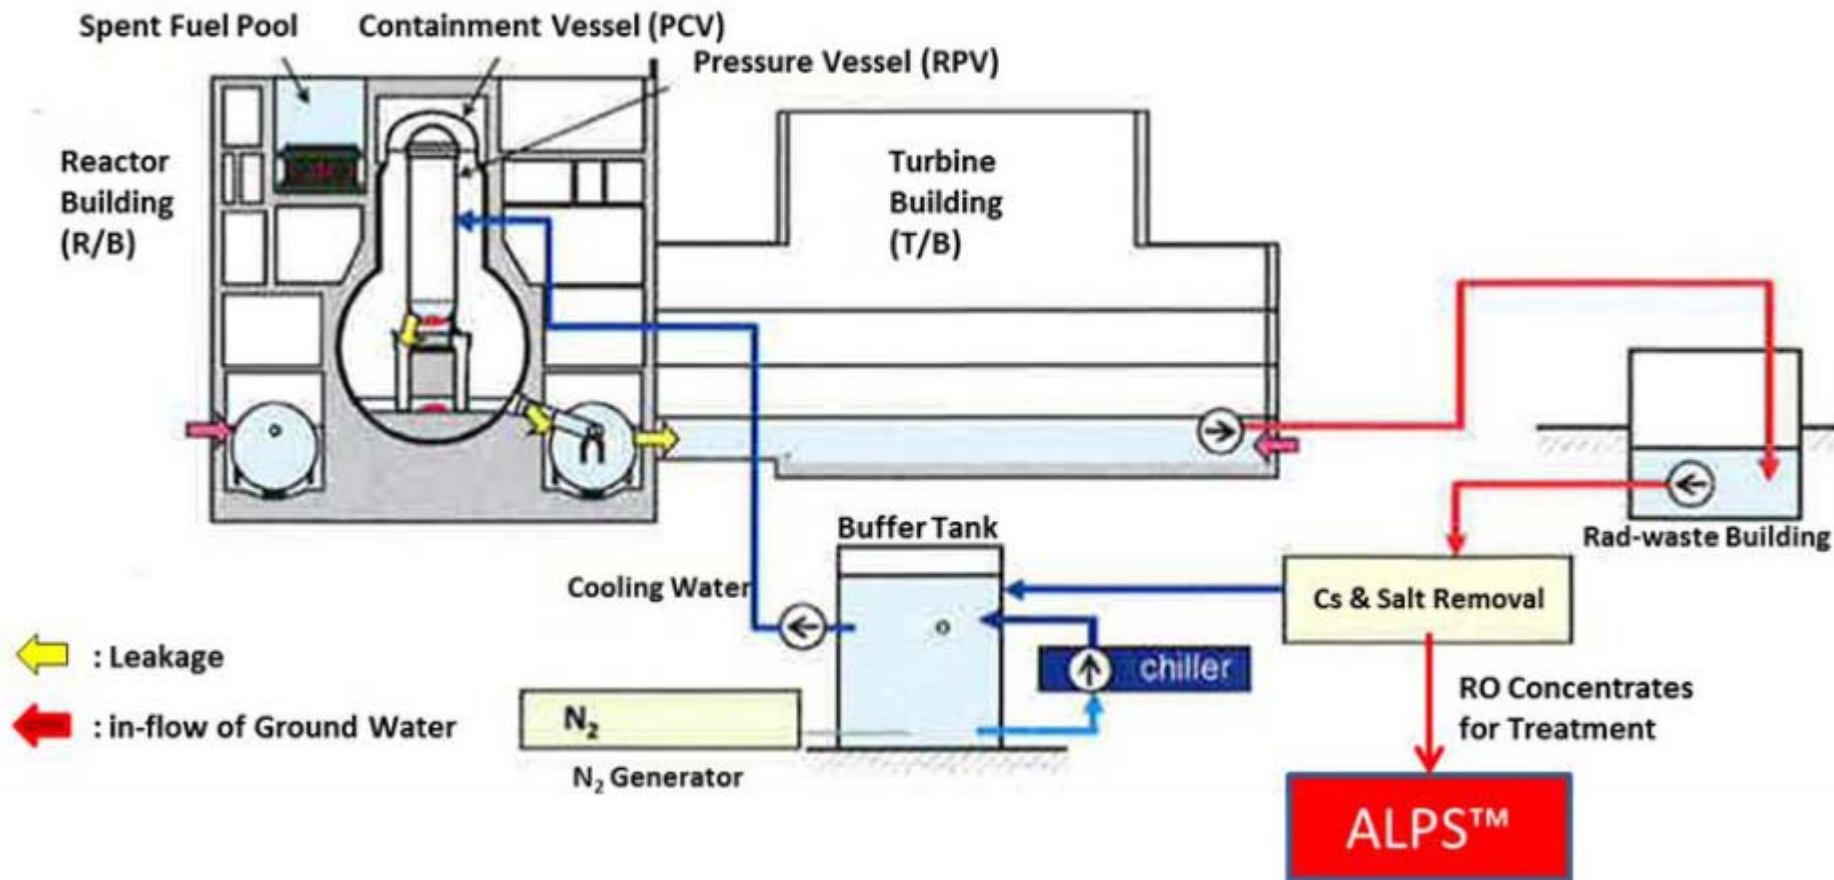 Spent Fuel Pool
Containment Vessel (PCV)
Pressure Vessel (RPV)
Reactor
Building
(R/B)
Turbine
Building
(T/B)
Buffer Tank
Rad-waste Building
Cooling Water
Cs & Salt Removal
: Leakage
chiller
RO Concentrates
for Treatment
N₂
: in-flow of Ground Water
N₂ Generator
ALPS™